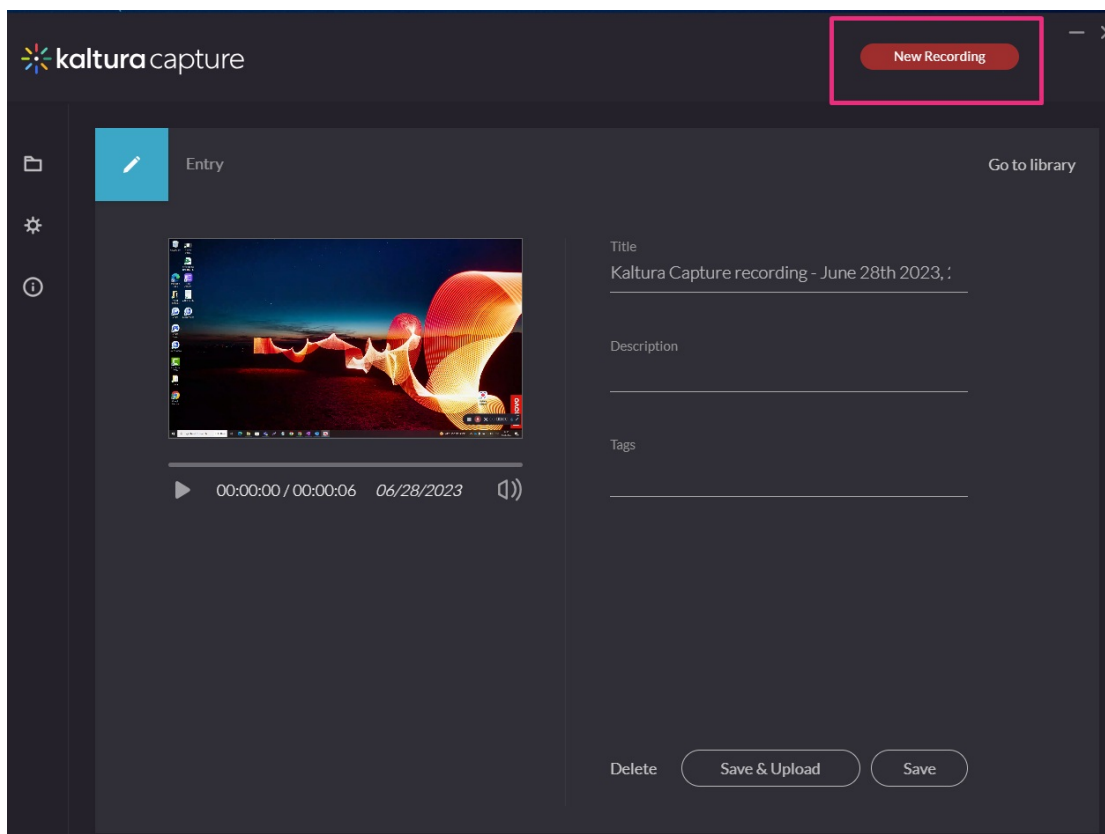 kaltura capture
New Recording
Entry
Go to library
Title
Kaltura Capture recording - June 28th 2023,
Description
Tags
00:00:00 / 00:00:06 06/28/2023
Delete
Save & Upload
Save